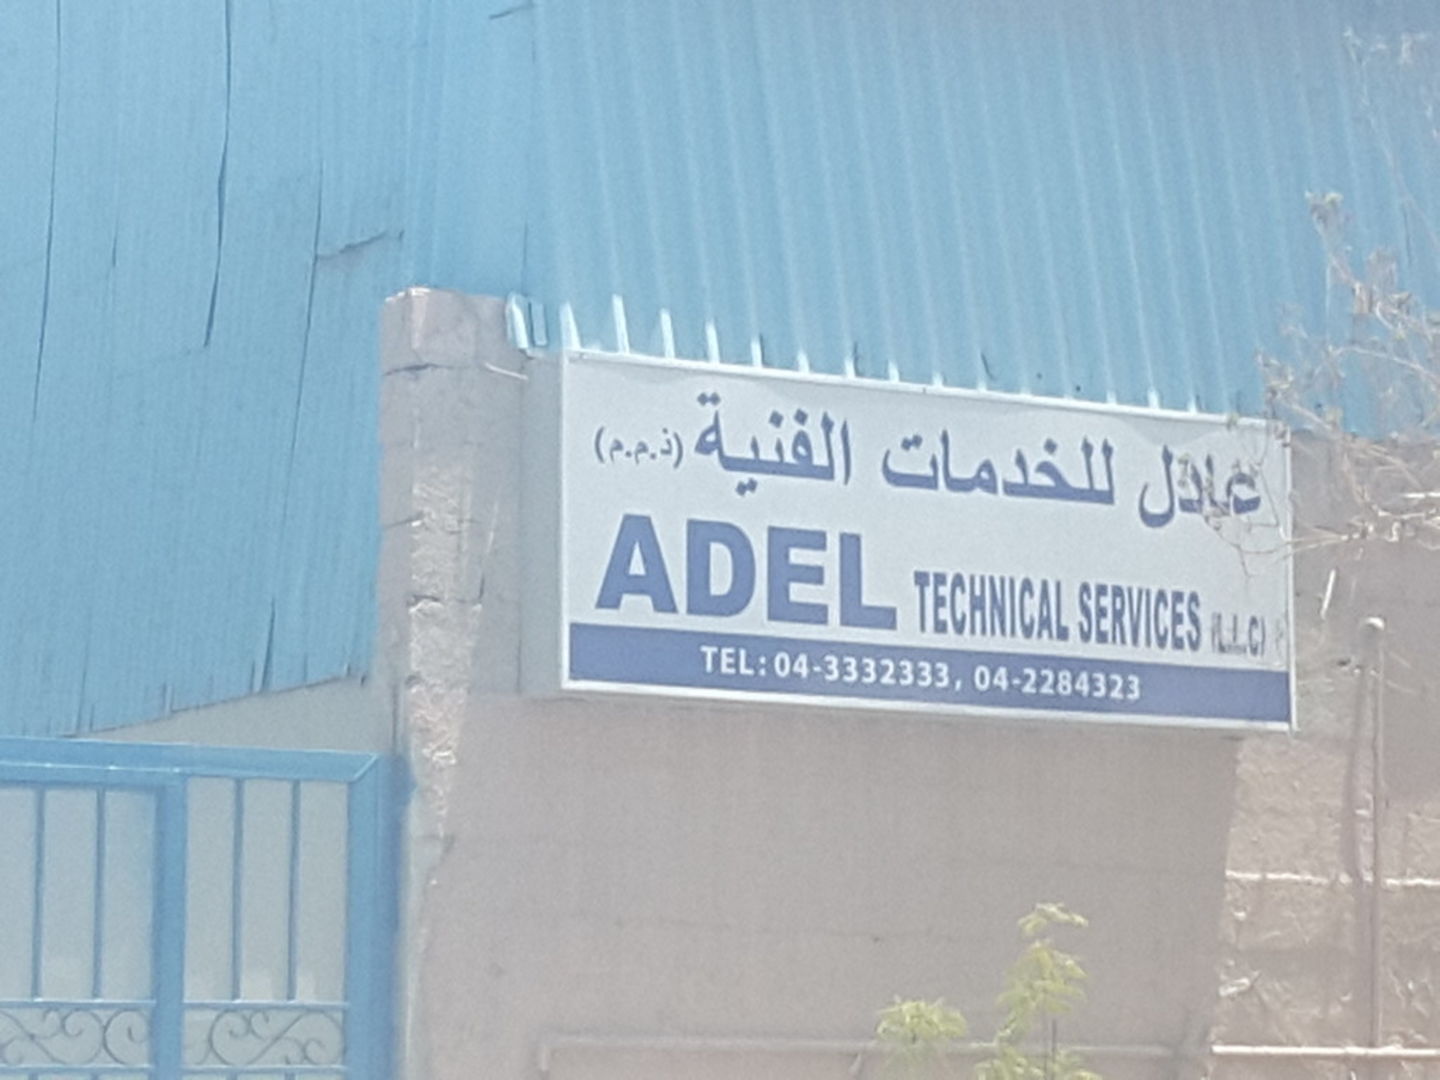 عادل للخدمات الفنية (ذ.م.م)
ADEL TECHNICAL SERVICES (L.L.C)
TEL: 04-3332333, 04-2284323